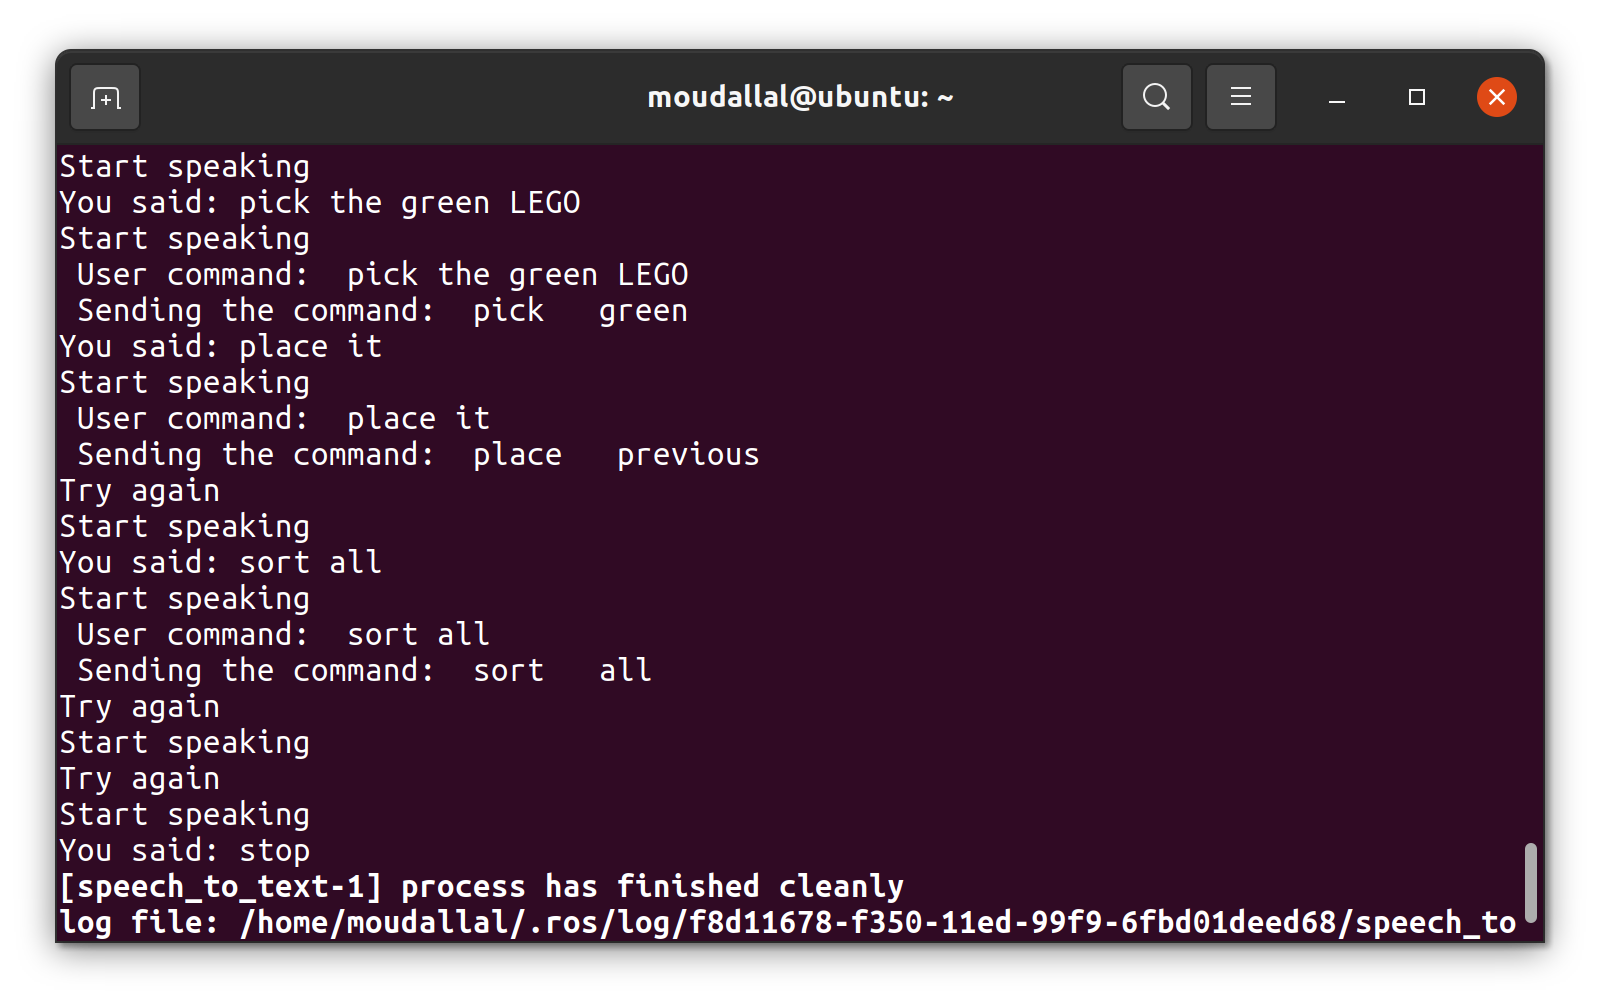 moudallal@ubuntu: ~
Start speaking
You said: pick the green LEGO
Start speaking
 User command:  pick the green LEGO
 Sending the command:  pick   green
You said: place it
Start speaking
 User command:  place it
 Sending the command:  place   previous
Try again
Start speaking
You said: sort all
Start speaking
 User command:  sort all
 Sending the command:  sort   all
Try again
Start speaking
Try again
Start speaking
You said: stop
[speech_to_text-1] process has finished cleanly
log file: /home/moudallal/.ros/log/f8d11678-f350-11ed-99f9-6fbd01deed68/speech_to